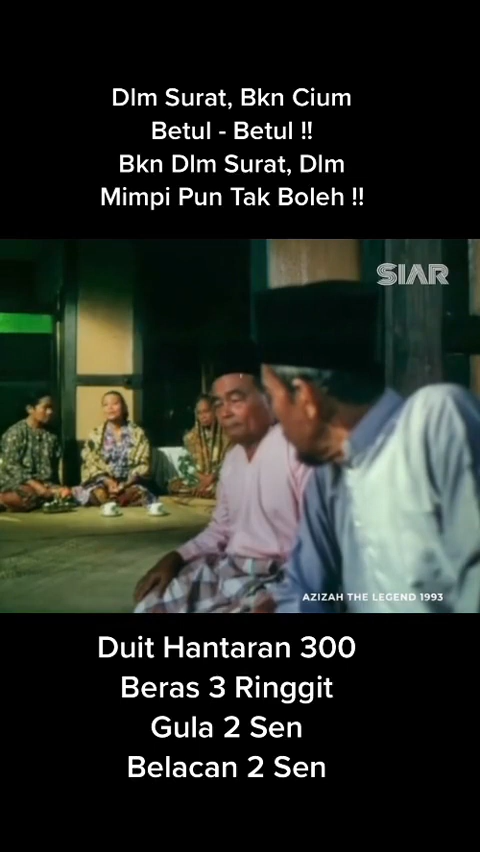 Dlm Surat, Bkn Cium
Betul - Betul !!
Bkn Dlm Surat, Dlm
Mimpi Pun Tak Boleh !!
SIAR
AZIZAH THE LEGEND 1993
Duit Hantaran 300
Beras 3 Ringgit
Gula 2 Sen
Belacan 2 Sen